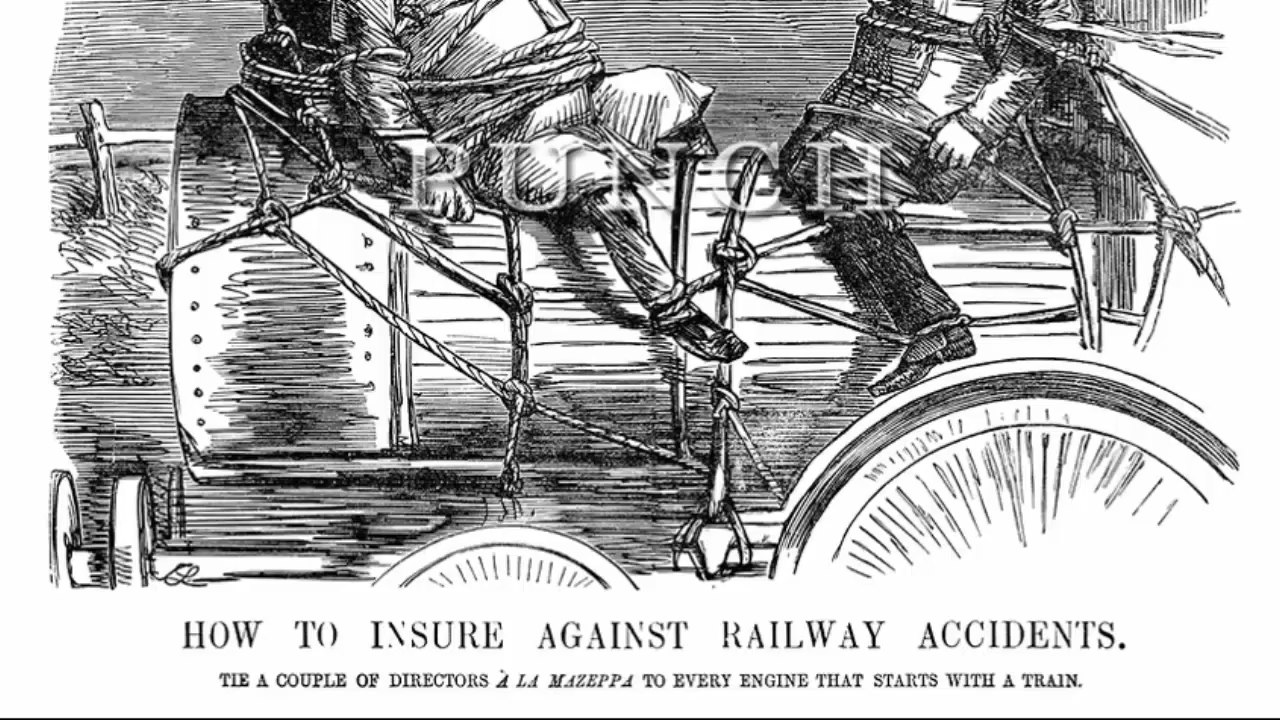 PUNCH
HOW TO INSURE AGAINST RAILWAY ACCIDENTS.
TIE A COUPLE OF DIRECTORS À LA MAZEPPA TO EVERY ENGINE THAT STARTS WITH A TRAIN.